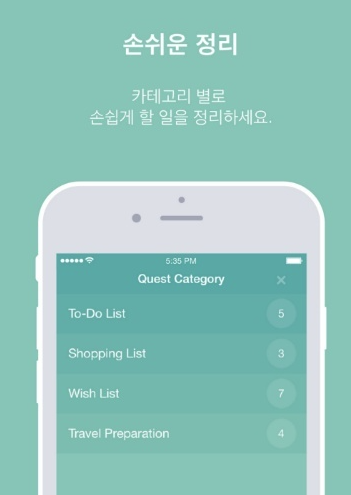 손쉬운 정리
카테고리 별로
손쉽게 할 일을 정리하세요.
5:35 PM
Quest Category ×
To-Do List 5
Shopping List 3
Wish List 7
Travel Preparation 4